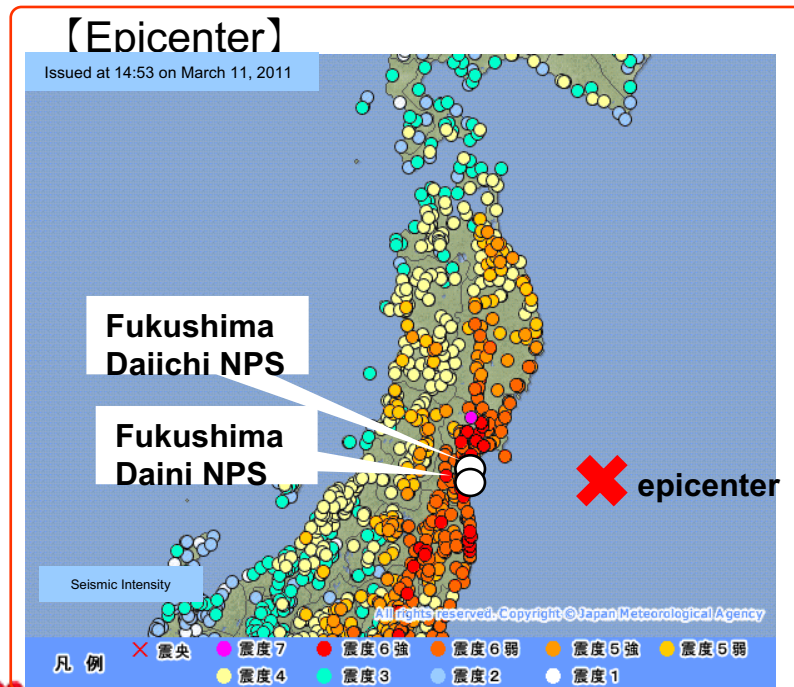 【Epicenter】
Issued at 14:53 on March 11, 2011
Fukushima
Daiichi NPS
Fukushima
Daini NPS
epicenter
Seismic Intensity
All rights reserved. Copyright © Japan Meteorological Agency
凡 例 震央 震度7 震度6強 震度6弱 震度5強 震度5弱
震度4 震度3 震度2 震度1